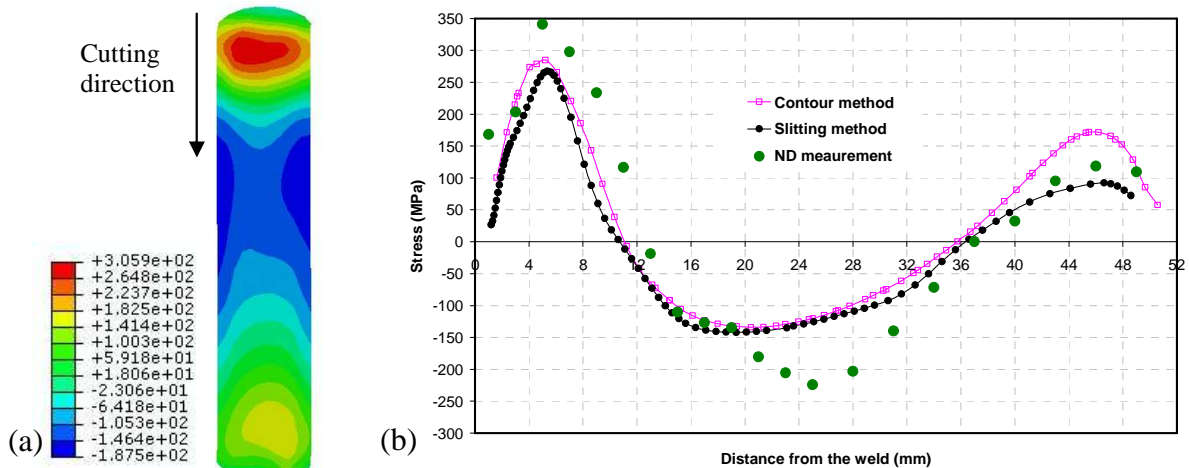 (a)
Cutting
direction
+3.059e+02
+2.648e+02
+2.237e+02
+1.825e+02
+1.414e+02
+1.003e+02
+5.918e+01
+1.806e+01
-2.306e+01
-6.418e+01
-1.053e+02
-1.464e+02
-1.875e+02
(b)
Stress (MPa)
350
300
250
200
150
100
50
0
-50
-100
-150
-200
-250
-300
0 4 8 12 16 20 24 28 32 36 40 44 48 52
Contour method
Slitting method
ND meaurement
Distance from the weld (mm)